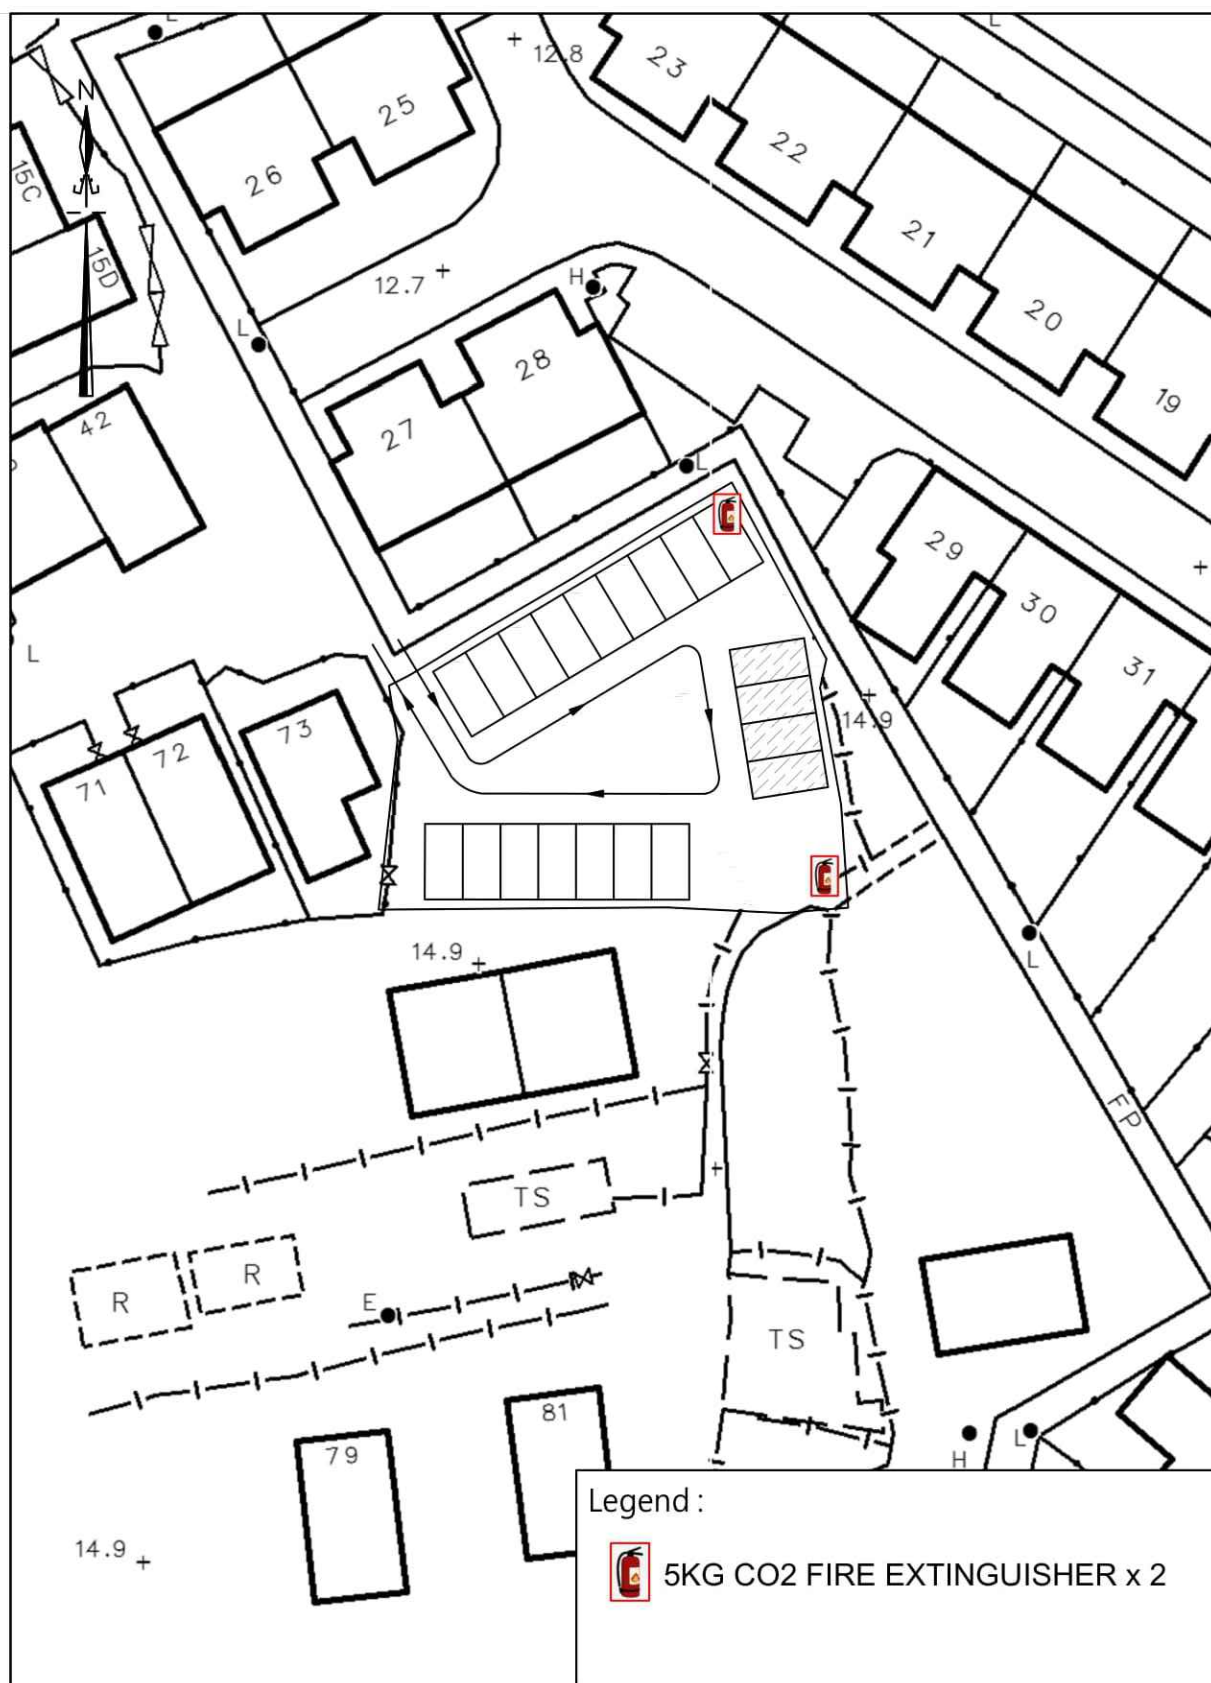 L
L
12.8
23
N
25
22
26
15C
21
15D
12.7
H
20
L
28
19
42
27
L
29
30
L
31
14.9
73
72
71
14.9
L
FP
TS
R
R
E
TS
81
79
H
L
14.9
Legend :
5KG CO2 FIRE EXTINGUISHER x 2